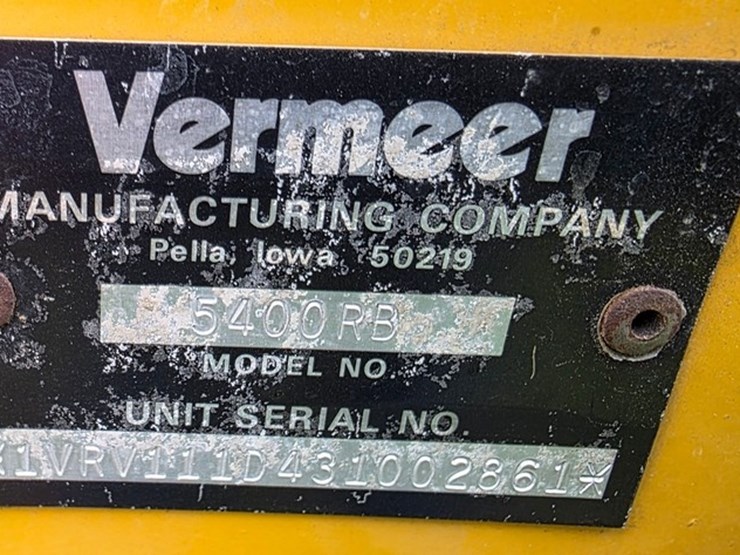 Vermeer
MANUFACTURING COMPANY
Pella, Iowa 50219
5400RB
MODEL NO.
UNIT SERIAL NO.
*1VRV111D431002861*